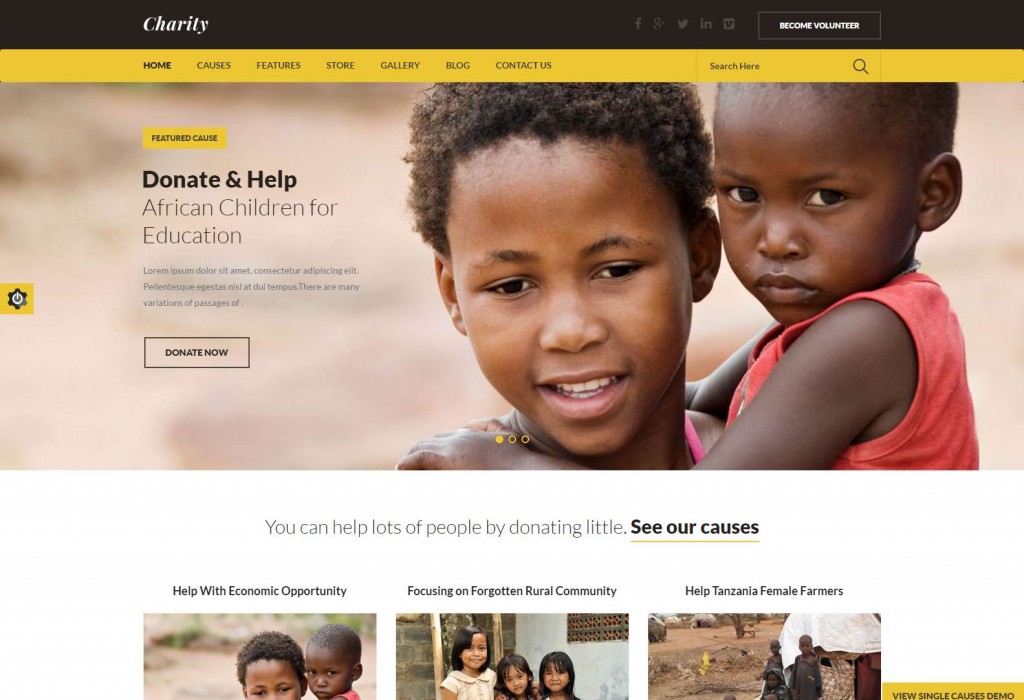 Charity
BECOME VOLUNTEER
HOME CAUSES FEATURES STORE GALLERY BLOG CONTACT US Search Here
FEATURED CAUSE
Donate & Help
African Children for
Education
Lorem ipsum dolor sit amet, consectetur adipiscing elit.
Pellentesque egestas nisl at dui tempus.There are many
variations of passages of .
DONATE NOW
You can help lots of people by donating little. See our causes
Help With Economic Opportunity
Focusing on Forgotten Rural Community
Help Tanzania Female Farmers
VIEW SINGLE CAUSES DEMO